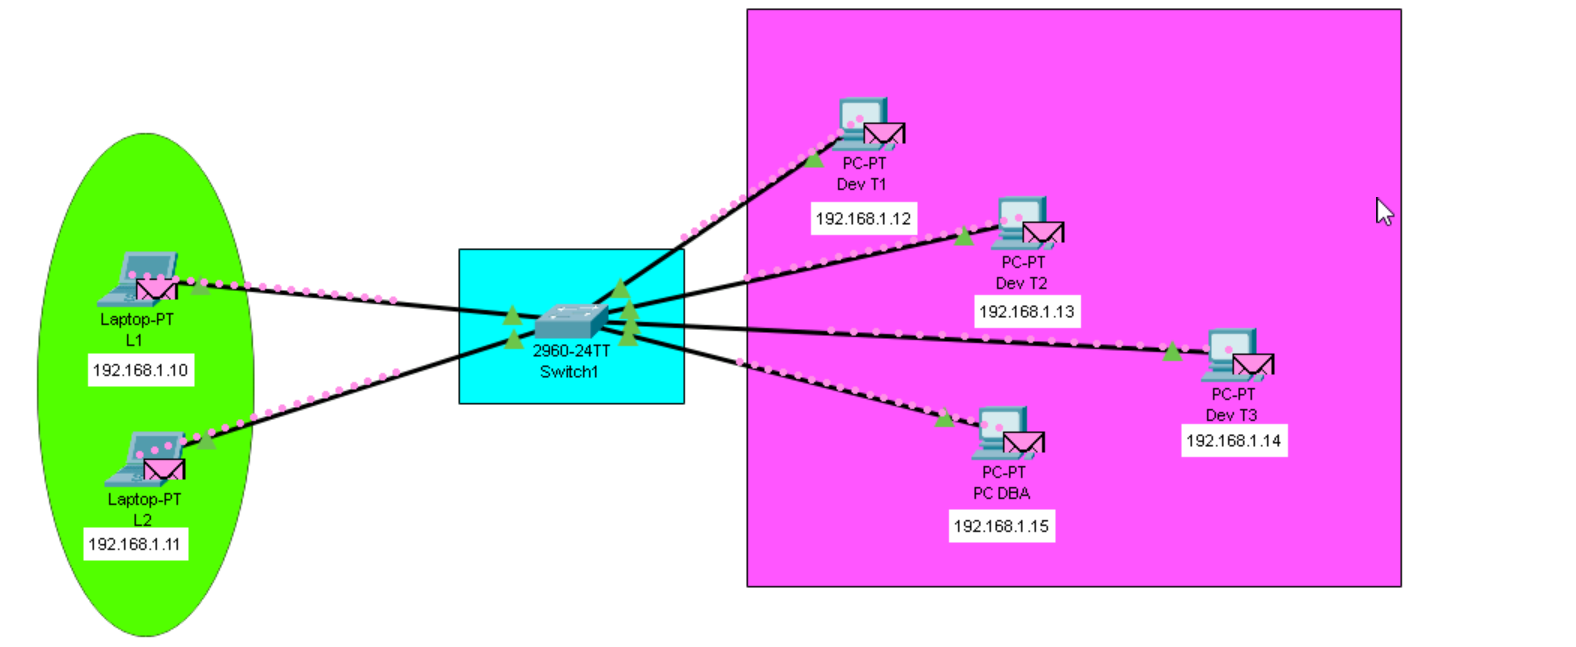 Laptop-PT
L1
192.168.1.10
Laptop-PT
L2
192.168.1.11
2960-24TT
Switch1
PC-PT
Dev T1
192.168.1.12
PC-PT
Dev T2
192.168.1.13
PC-PT
Dev T3
192.168.1.14
PC-PT
PC DBA
192.168.1.15